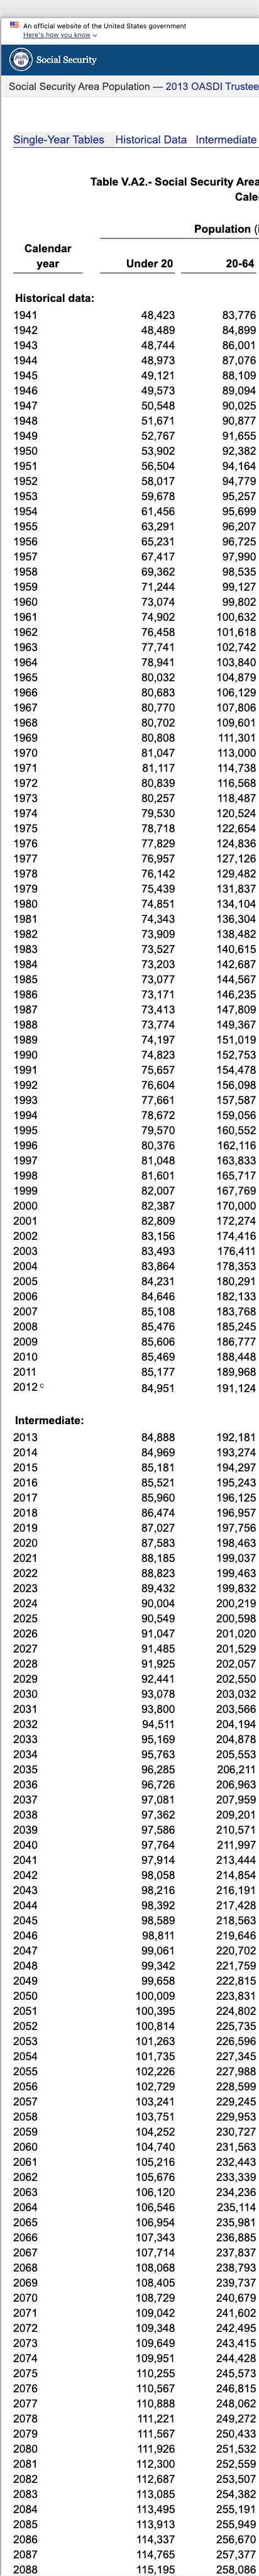 An official website of the United States government
Here's how you know
Social Security
Social Security Area Population — 2013 OASDI Trustee
Single-Year Tables Historical Data Intermediate
Table V.A2.- Social Security Area
Cale
Population (i
Calendar
year Under 20 20-64
Historical data:
1941 48,423 83,776
1942 48,489 84,899
1943 48,744 86,001
1944 48,973 87,076
1945 49,121 88,109
1946 49,573 89,094
1947 50,548 90,025
1948 51,671 90,877
1949 52,767 91,655
1950 53,902 92,382
1951 56,504 94,164
1952 58,017 94,779
1953 59,678 95,257
1954 61,456 95,699
1955 63,291 96,207
1956 65,231 96,725
1957 67,417 97,990
1958 69,362 98,535
1959 71,244 99,127
1960 73,074 99,802
1961 74,902 100,632
1962 76,458 101,618
1963 77,741 102,742
1964 78,941 103,840
1965 80,032 104,879
1966 80,683 106,129
1967 80,770 107,806
1968 80,702 109,601
1969 80,808 111,301
1970 81,047 113,000
1971 81,117 114,738
1972 80,839 116,568
1973 80,257 118,487
1974 79,530 120,524
1975 78,718 122,654
1976 77,829 124,836
1977 76,957 127,126
1978 76,142 129,482
1979 75,439 131,837
1980 74,851 134,104
1981 74,343 136,304
1982 73,909 138,482
1983 73,527 140,615
1984 73,203 142,687
1985 73,077 144,567
1986 73,171 146,235
1987 73,413 147,809
1988 73,774 149,367
1989 74,197 151,019
1990 74,823 152,753
1991 75,657 154,478
1992 76,604 156,098
1993 77,661 157,587
1994 78,672 159,056
1995 79,570 160,552
1996 80,376 162,116
1997 81,048 163,833
1998 81,601 165,717
1999 82,007 167,769
2000 82,387 170,000
2001 82,809 172,274
2002 83,156 174,416
2003 83,493 176,411
2004 83,864 178,353
2005 84,231 180,291
2006 84,646 182,133
2007 85,108 183,768
2008 85,476 185,245
2009 85,606 186,777
2010 85,469 188,448
2011 85,177 189,968
2012 c 84,951 191,124
Intermediate:
2013 84,888 192,181
2014 84,969 193,274
2015 85,181 194,297
2016 85,521 195,243
2017 85,960 196,125
2018 86,474 196,957
2019 87,027 197,756
2020 87,583 198,463
2021 88,185 199,037
2022 88,823 199,463
2023 89,432 199,832
2024 90,004 200,219
2025 90,549 200,598
2026 91,047 201,020
2027 91,485 201,529
2028 91,925 202,057
2029 92,441 202,550
2030 93,078 203,032
2031 93,800 203,566
2032 94,511 204,194
2033 95,169 204,878
2034 95,763 205,553
2035 96,285 206,211
2036 96,726 206,963
2037 97,081 207,959
2038 97,362 209,201
2039 97,586 210,571
2040 97,764 211,997
2041 97,914 213,444
2042 98,058 214,854
2043 98,216 216,191
2044 98,392 217,428
2045 98,589 218,563
2046 98,811 219,646
2047 99,061 220,702
2048 99,342 221,759
2049 99,658 222,815
2050 100,009 223,831
2051 100,395 224,802
2052 100,814 225,735
2053 101,263 226,596
2054 101,735 227,345
2055 102,226 227,988
2056 102,729 228,599
2057 103,241 229,245
2058 103,751 229,953
2059 104,252 230,727
2060 104,740 231,563
2061 105,216 232,443
2062 105,676 233,339
2063 106,120 234,236
2064 106,546 235,114
2065 106,954 235,981
2066 107,343 236,885
2067 107,714 237,837
2068 108,068 238,793
2069 108,405 239,737
2070 108,729 240,679
2071 109,042 241,602
2072 109,348 242,495
2073 109,649 243,415
2074 109,951 244,428
2075 110,255 245,573
2076 110,567 246,815
2077 110,888 248,062
2078 111,221 249,272
2079 111,567 250,433
2080 111,926 251,532
2081 112,300 252,559
2082 112,687 253,507
2083 113,085 254,382
2084 113,495 255,191
2085 113,913 255,949
2086 114,337 256,670
2087 114,765 257,377
2088 115,195 258,086